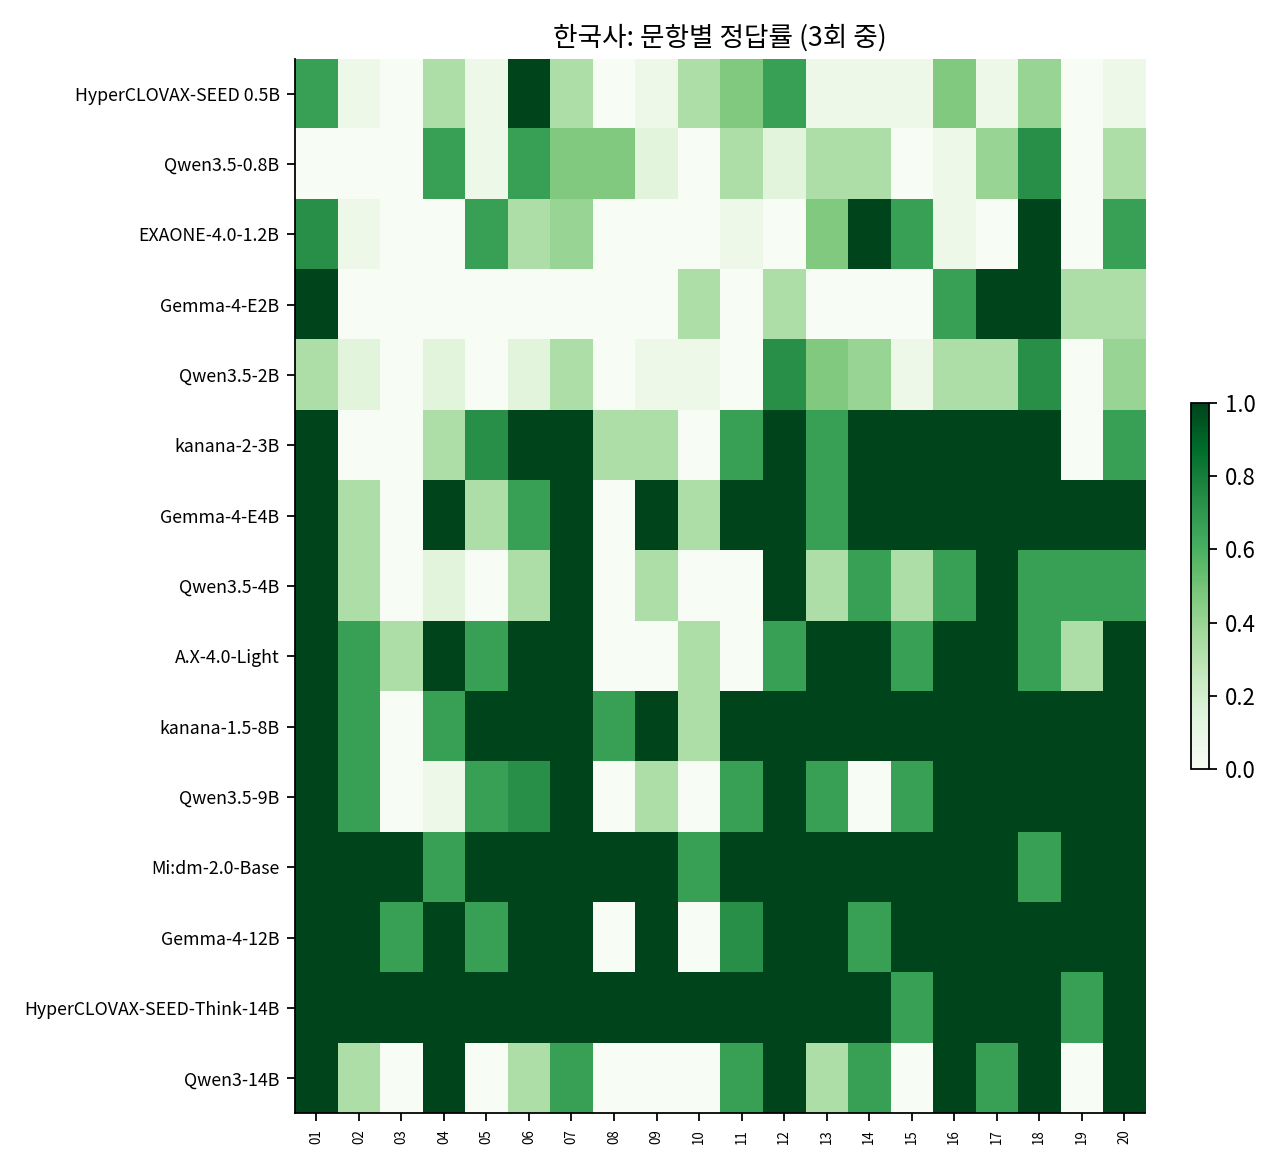 한국사: 문항별 정답률 (3회 중)
HyperCLOVAX-SEED 0.5B
Qwen3.5-0.8B
EXAONE-4.0-1.2B
Gemma-4-E2B
Qwen3.5-2B
kanana-2-3B
Gemma-4-E4B
Qwen3.5-4B
A.X-4.0-Light
kanana-1.5-8B
Qwen3.5-9B
Mi:dm-2.0-Base
Gemma-4-12B
HyperCLOVAX-SEED-Think-14B
Qwen3-14B
01 02 03 04 05 06 07 08 09 10 11 12 13 14 15 16 17 18 19 20
1.0
0.8
0.6
0.4
0.2
0.0